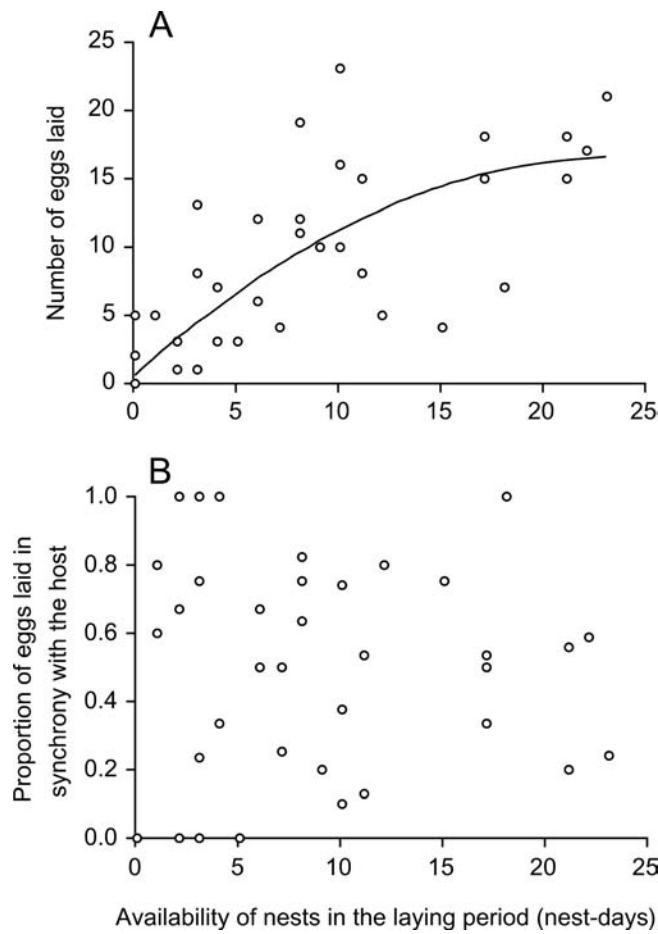 A
25
20
15
10
5
0
Number of eggs laid
0 5 10 15 20 25
B
1.0
0.8
0.6
0.4
0.2
0.0
Proportion of eggs laid in
synchrony with the host
0 5 10 15 20 25
Availability of nests in the laying period (nest-days)